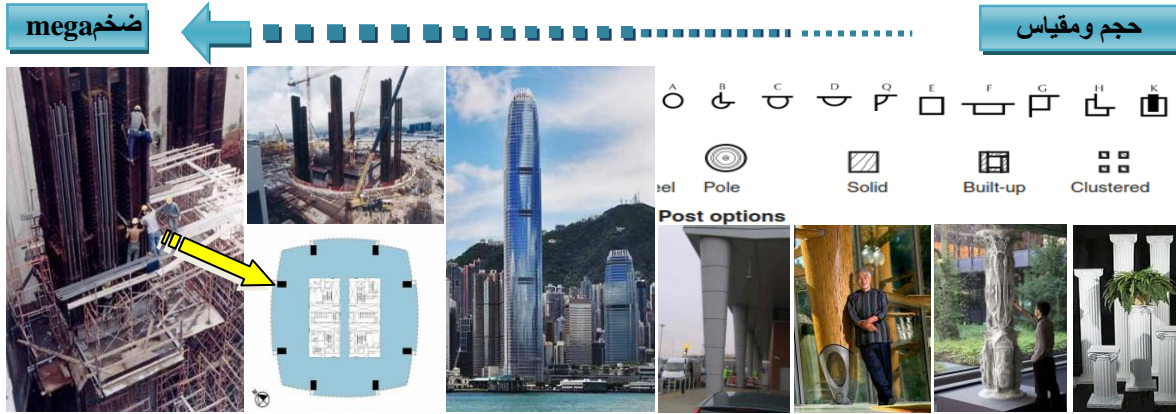 حجم ومقياس
ضخمmega
A B C D Q E F G H K
eel Pole Solid Built-up Clustered
Post options